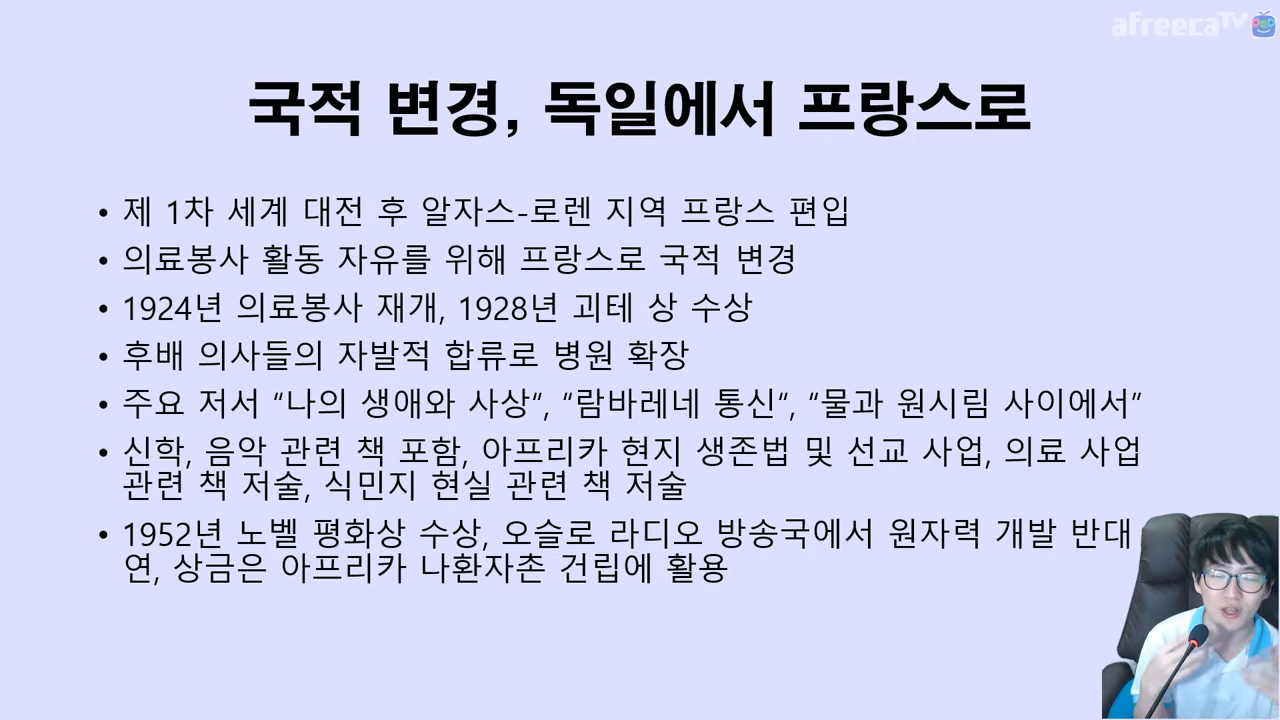 afreecaTV
국적 변경, 독일에서 프랑스로
• 제 1차 세계 대전 후 알자스-로렌 지역 프랑스 편입
• 의료봉사 활동 자유를 위해 프랑스로 국적 변경
• 1924년 의료봉사 재개, 1928년 괴테 상 수상
• 후배 의사들의 자발적 합류로 병원 확장
• 주요 저서 “나의 생애와 사상“, “람바레네 통신“, “물과 원시림 사이에서”
• 신학, 음악 관련 책 포함, 아프리카 현지 생존법 및 선교 사업, 의료 사업
관련 책 저술, 식민지 현실 관련 책 저술
• 1952년 노벨 평화상 수상, 오슬로 라디오 방송국에서 원자력 개발 반대
연, 상금은 아프리카 나환자촌 건립에 활용